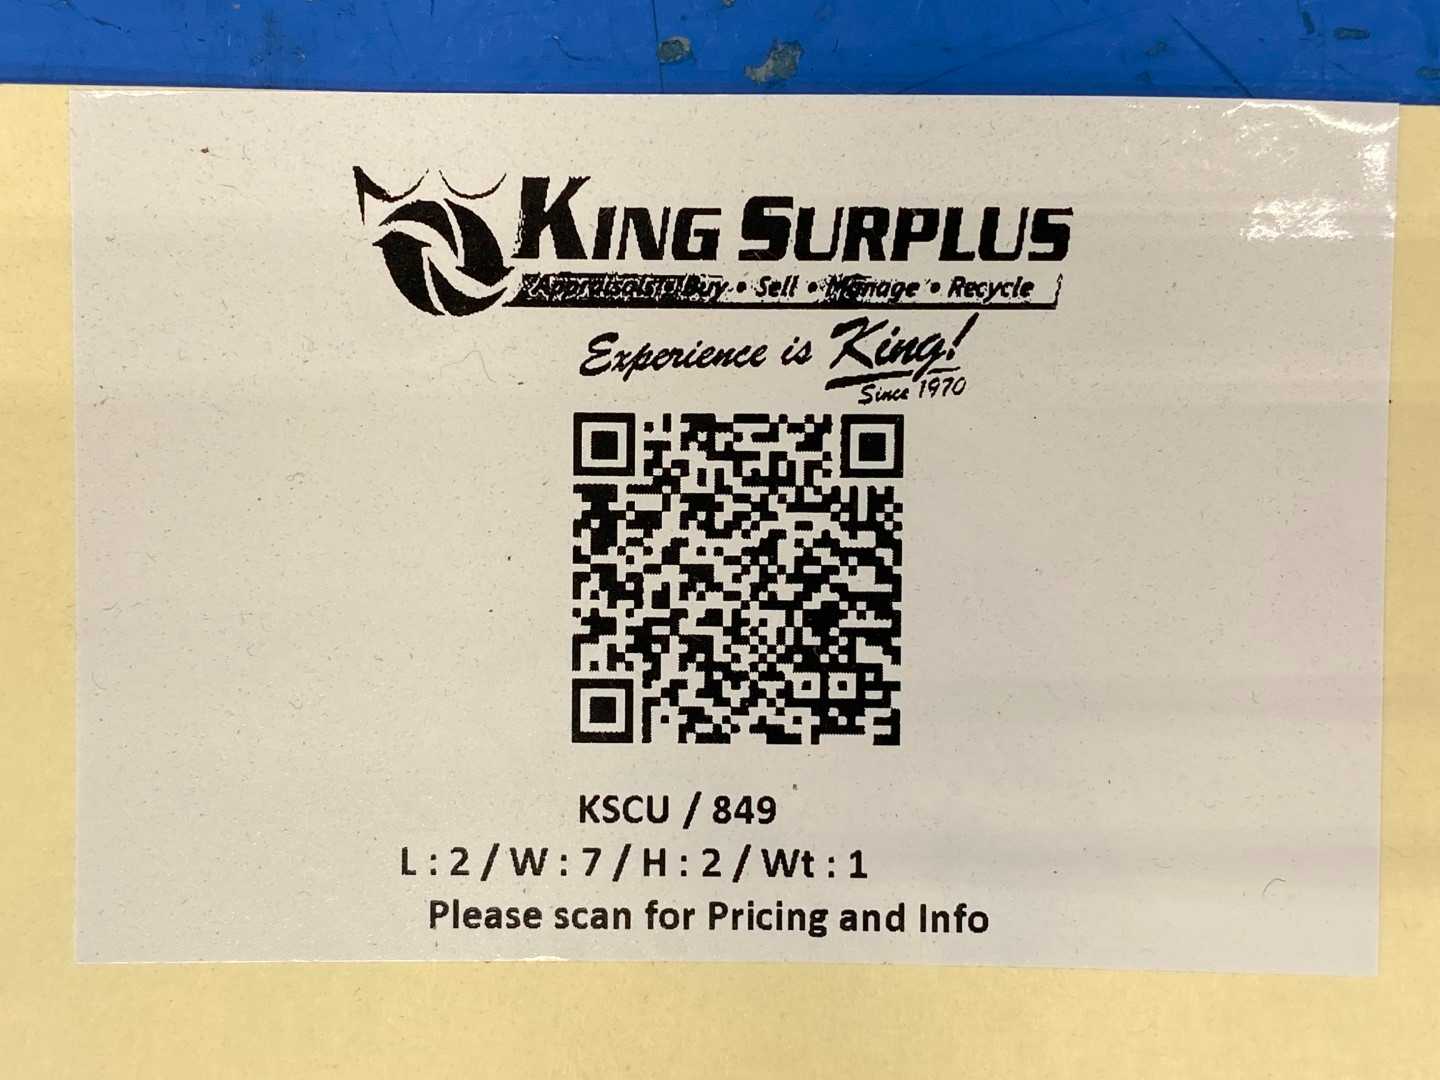 KING SURPLUS
Appraisals • Buy • Sell • Manage • Recycle
Experience is King!
Since 1970
KSCU / 849
L : 2 / W : 7 / H : 2 / Wt : 1
Please scan for Pricing and Info